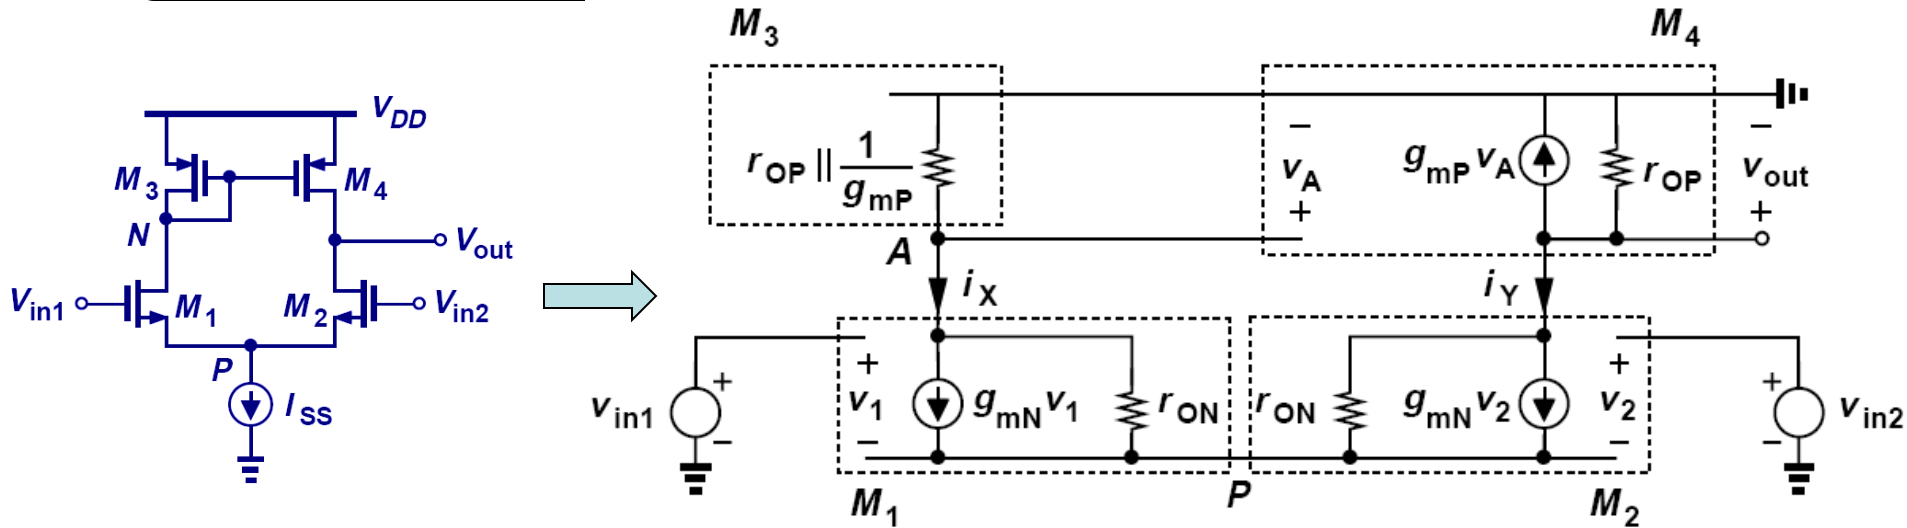 V_DD
M_3
M_4
N
V_out
V_in1
M_1
M_2
V_in2
P
I_SS
M_3
M_4
r_OP || 1/g_mP
−
v_A
+
g_mP v_A
r_OP
−
v_out
+
A
i_X
i_Y
v_in1
+
−
+
v_1
−
g_mN v_1
r_ON
r_ON
g_mN v_2
+
v_2
−
+
−
v_in2
M_1
P
M_2